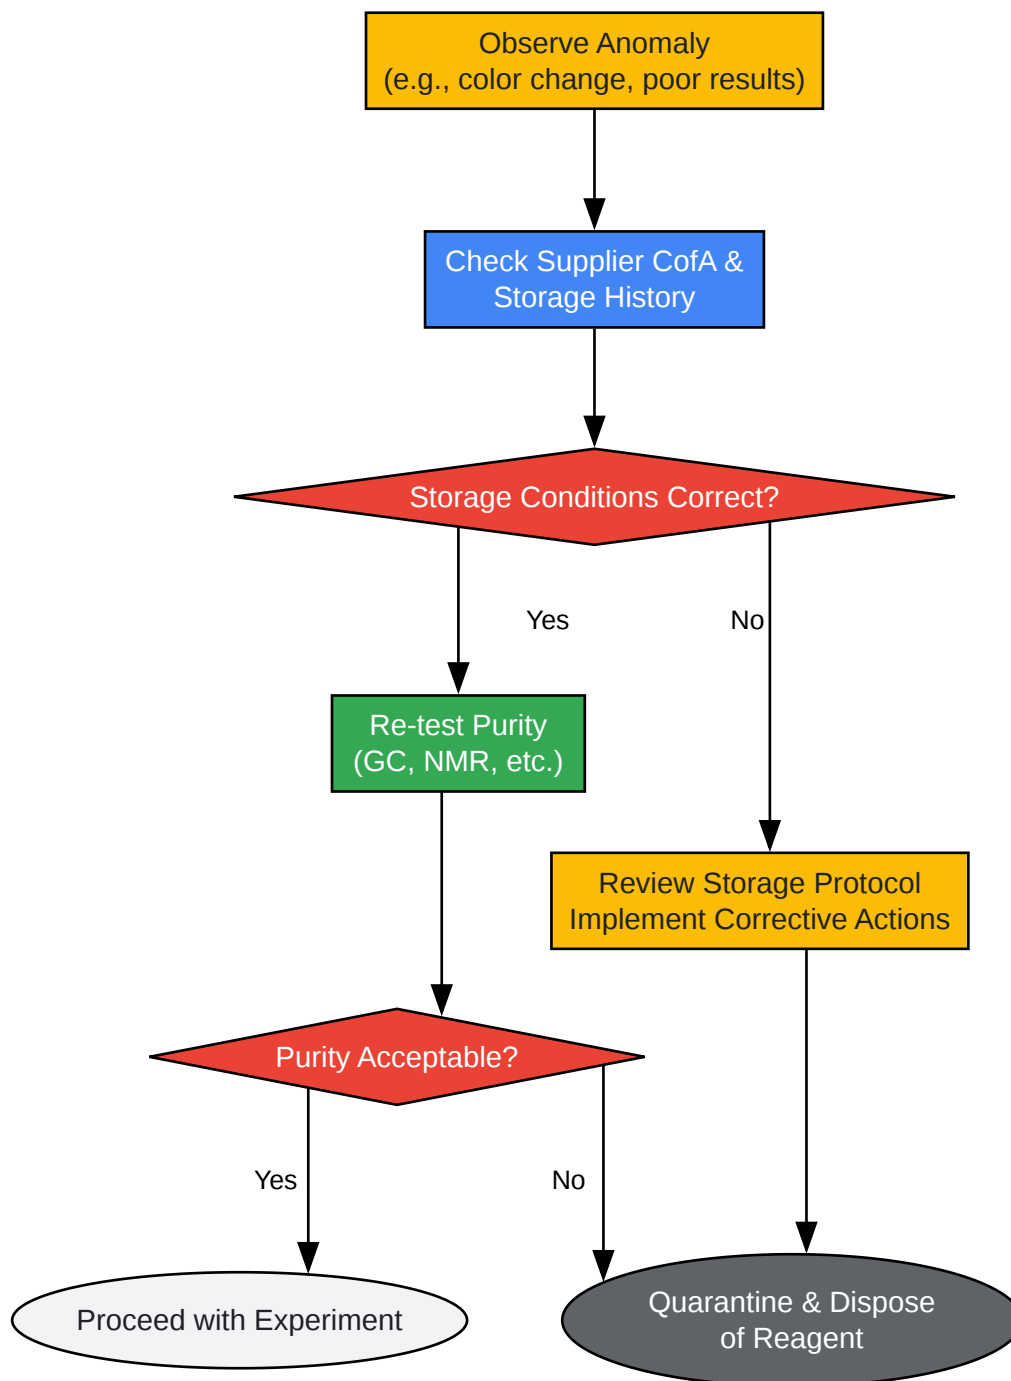 Observe Anomaly
(e.g., color change, poor results)
Check Supplier CofA &
Storage History
Storage Conditions Correct?
Yes
No
Re-test Purity
(GC, NMR, etc.)
Review Storage Protocol
Implement Corrective Actions
Purity Acceptable?
Yes
No
Proceed with Experiment
Quarantine & Dispose
of Reagent